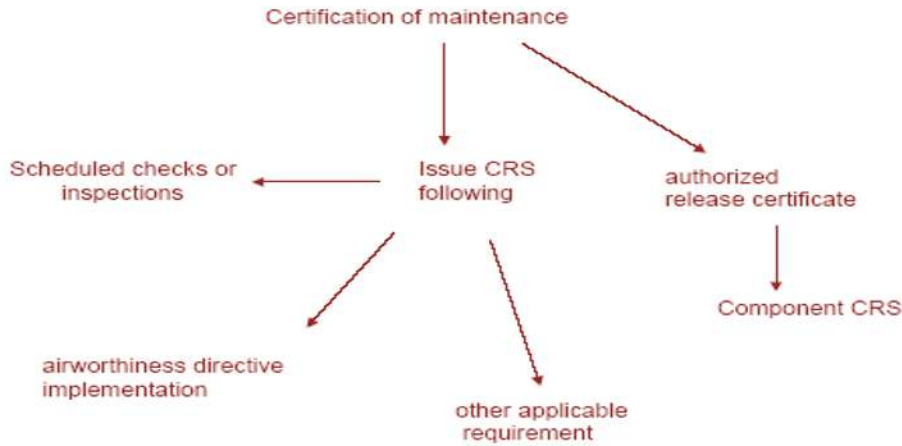 Certification of maintenance
Scheduled checks or
inspections
Issue CRS
following
authorized
release certificate
Component CRS
airworthiness directive
implementation
other applicable
requirement